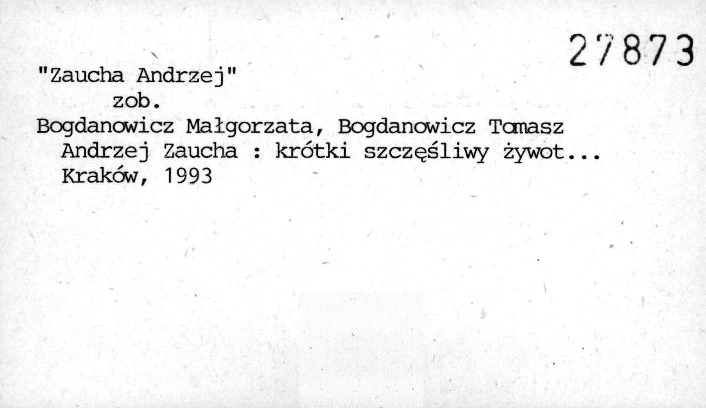 27873
"Zaucha Andrzej"
zob.
Bogdanowicz Małgorzata, Bogdanowicz Tomasz
Andrzej Zaucha : krótki szczęśliwy żywot...
Kraków, 1993